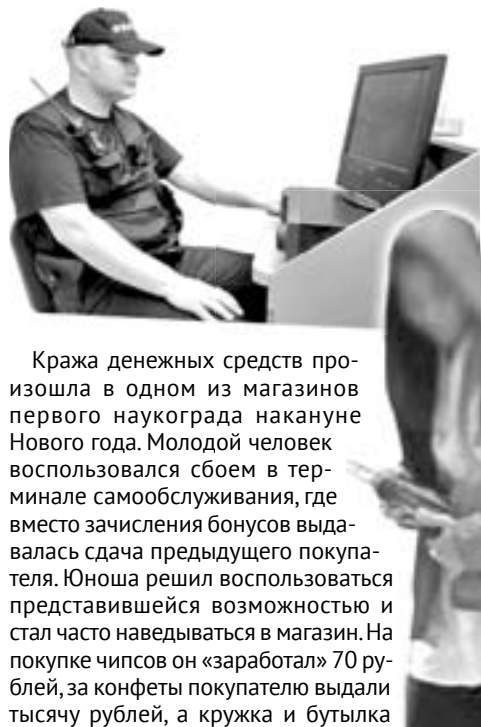 Кража денежных средств про-
изошла в одном из магазинов
первого наукограда накануне
Нового года. Молодой человек
воспользовался сбоем в тер-
минале самообслуживания, где
вместо зачисления бонусов выда-
валась сдача предыдущего покупа-
теля. Юноша решил воспользоваться
представившейся возможностью и
стал часто наведываться в магазин. На
покупке чипсов он «заработал» 70 ру-
блей, за конфеты покупателю выдали
тысячу рублей, а кружка и бутылка